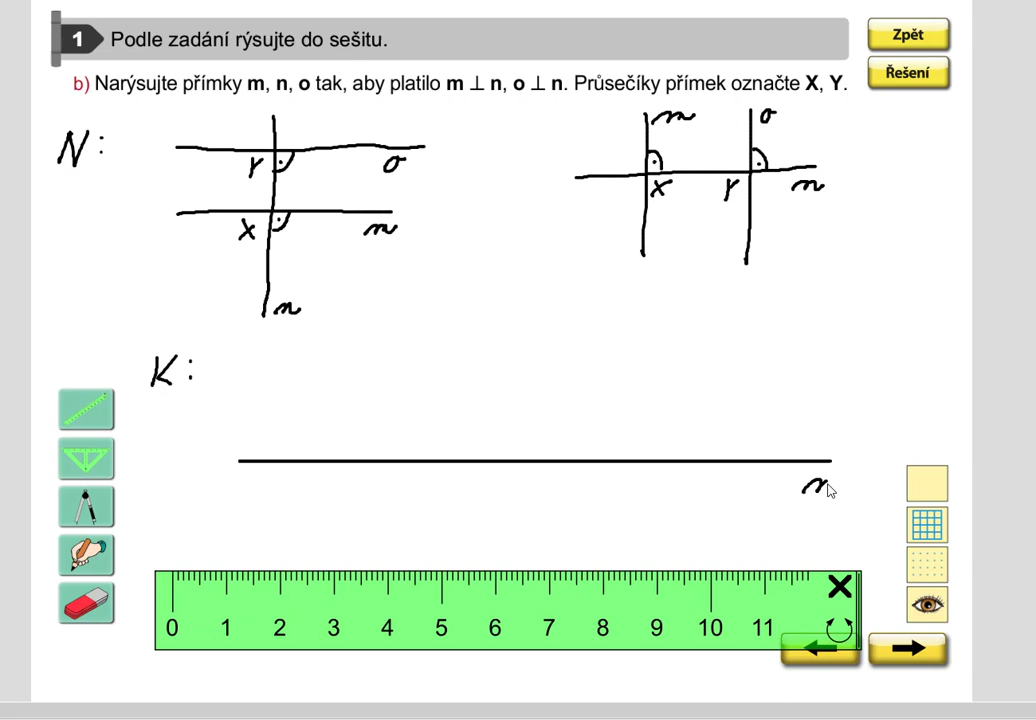 1 Podle zadání rýsujte do sešitu.
Zpět
Řešení
b) Narýsujte přímky m, n, o tak, aby platilo m ⊥ n, o ⊥ n. Průsečíky přímek označte X, Y.
N:
Y o
X m
n
m o
X Y n
K:
n
0 1 2 3 4 5 6 7 8 9 10 11